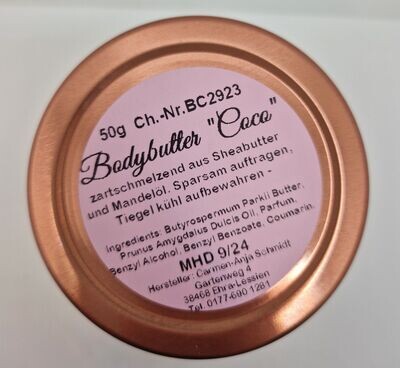 50g Ch.-Nr.BC2923
Bodybutter "Coco"
zartschmelzend aus Sheabutter
und Mandelöl. Sparsam auftragen,
Tiegel kühl aufbewahren -
Ingredients: Butyrospermum Parkii Butter,
Prunus Amygdalus Dulcis Oil, Parfum,
Benzyl Alcohol, Benzyl Benzoate, Coumarin.
MHD 9/24
Hersteller: Carmen-Anja Schmidt
Gartenweg 4
38468 Ehra-Lessien
Tel. 0177-690 1281